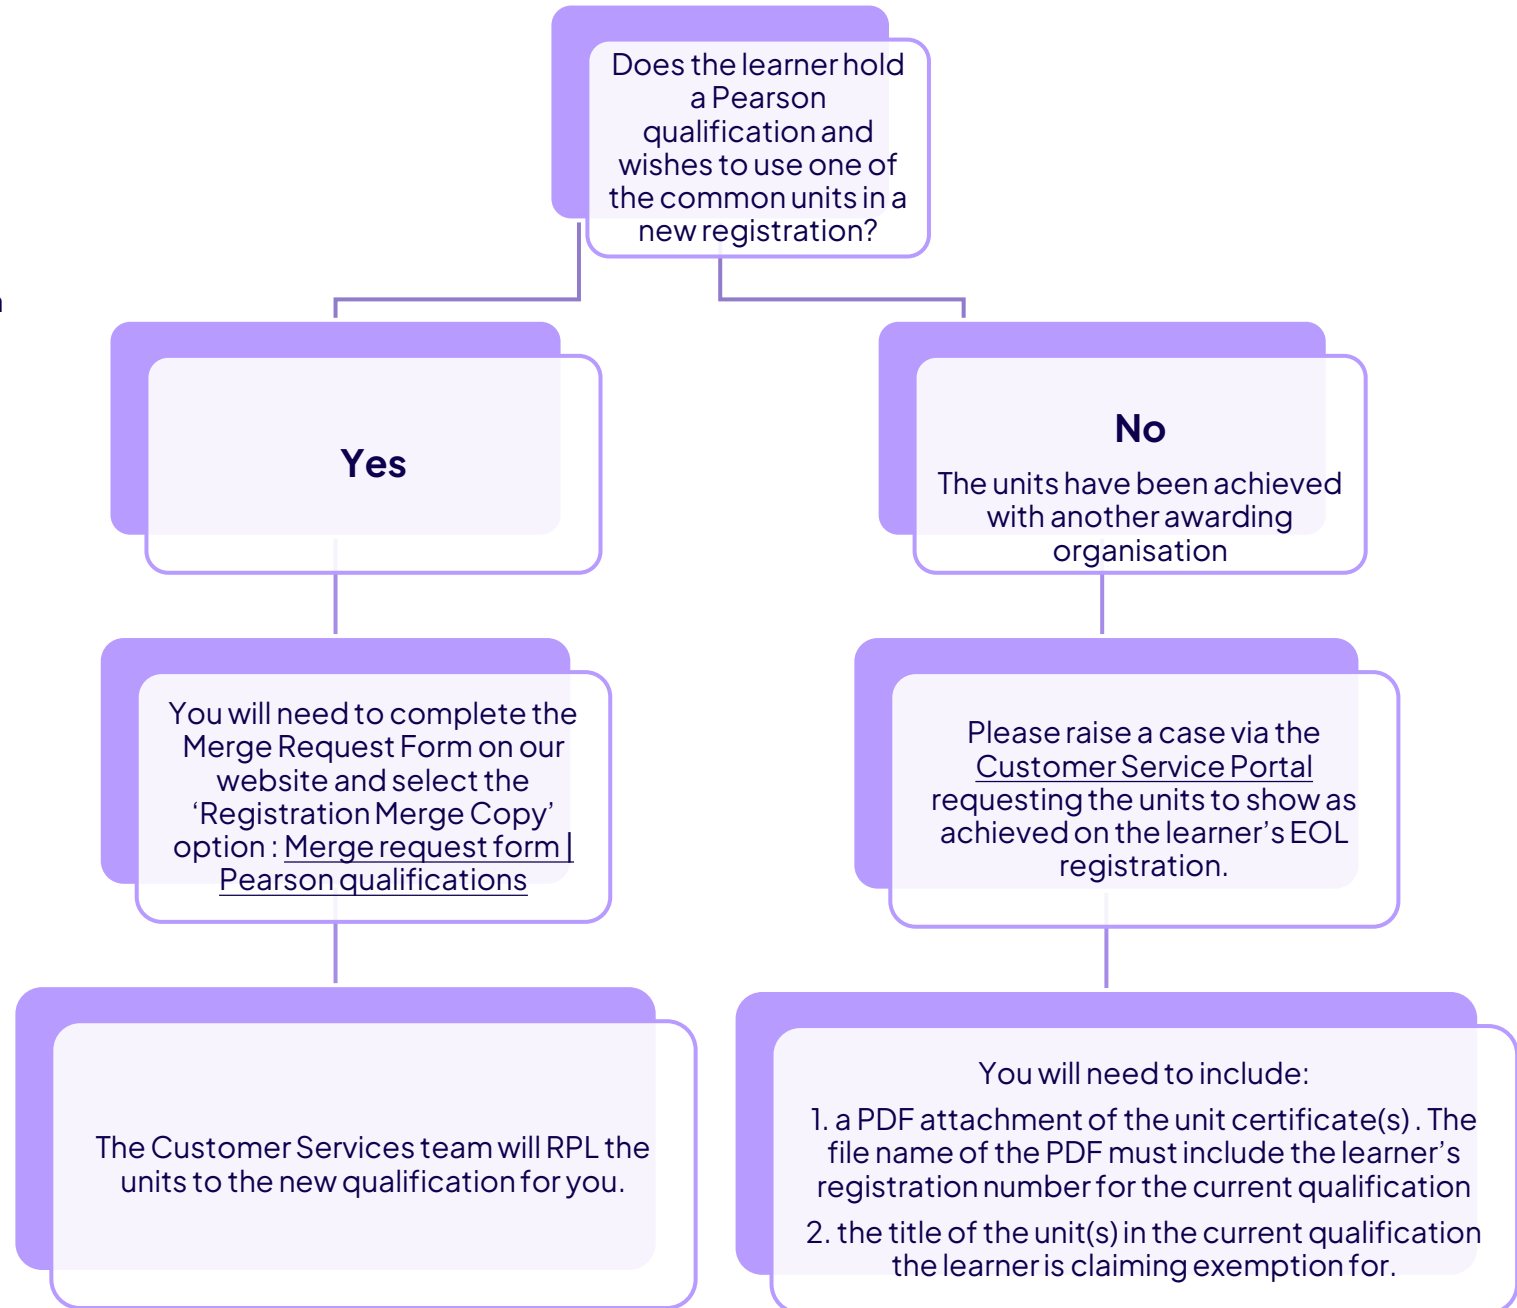 Does the learner hold
a Pearson
qualification and
wishes to use one of
the common units in a
new registration?
Yes
No
The units have been achieved
with another awarding
organisation
You will need to complete the
Merge Request Form on our
website and select the
‘Registration Merge Copy’
option : Merge request form |
Pearson qualifications
Please raise a case via the
Customer Service Portal
requesting the units to show as
achieved on the learner’s EOL
registration.
The Customer Services team will RPL the
units to the new qualification for you.
You will need to include:
1. a PDF attachment of the unit certificate(s) . The
file name of the PDF must include the learner’s
registration number for the current qualification
2. the title of the unit(s) in the current qualification
the learner is claiming exemption for.